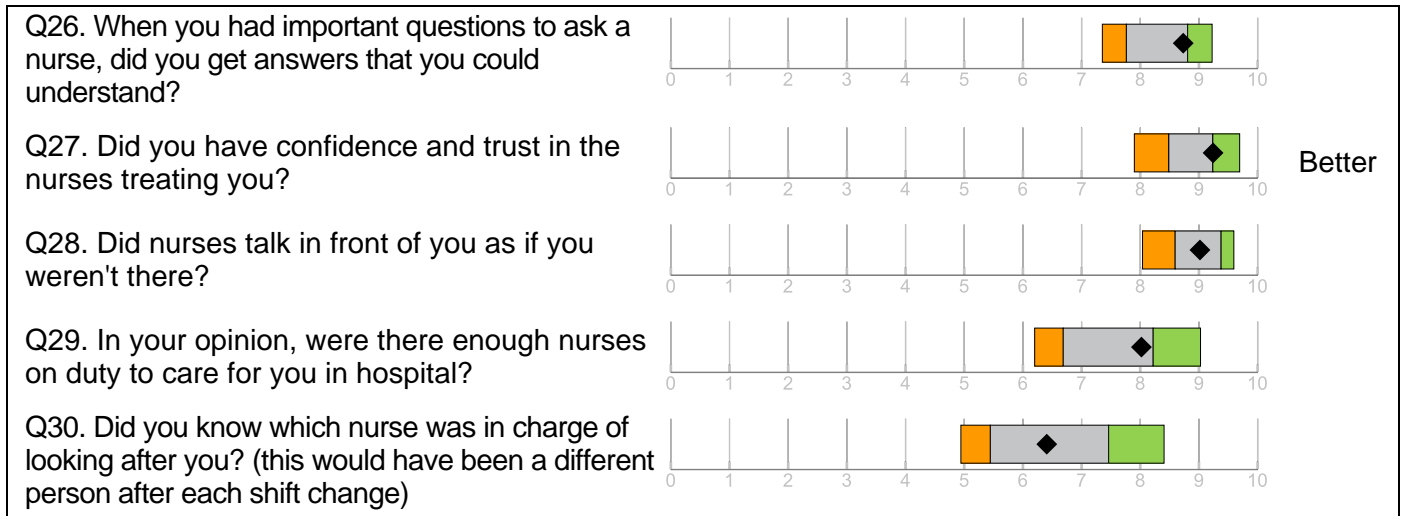 Q26. When you had important questions to ask a
nurse, did you get answers that you could
understand?
0 1 2 3 4 5 6 7 8 9 10
Q27. Did you have confidence and trust in the
nurses treating you?
Better
0 1 2 3 4 5 6 7 8 9 10
Q28. Did nurses talk in front of you as if you
weren't there?
0 1 2 3 4 5 6 7 8 9 10
Q29. In your opinion, were there enough nurses
on duty to care for you in hospital?
0 1 2 3 4 5 6 7 8 9 10
Q30. Did you know which nurse was in charge of
looking after you? (this would have been a different
person after each shift change)
0 1 2 3 4 5 6 7 8 9 10